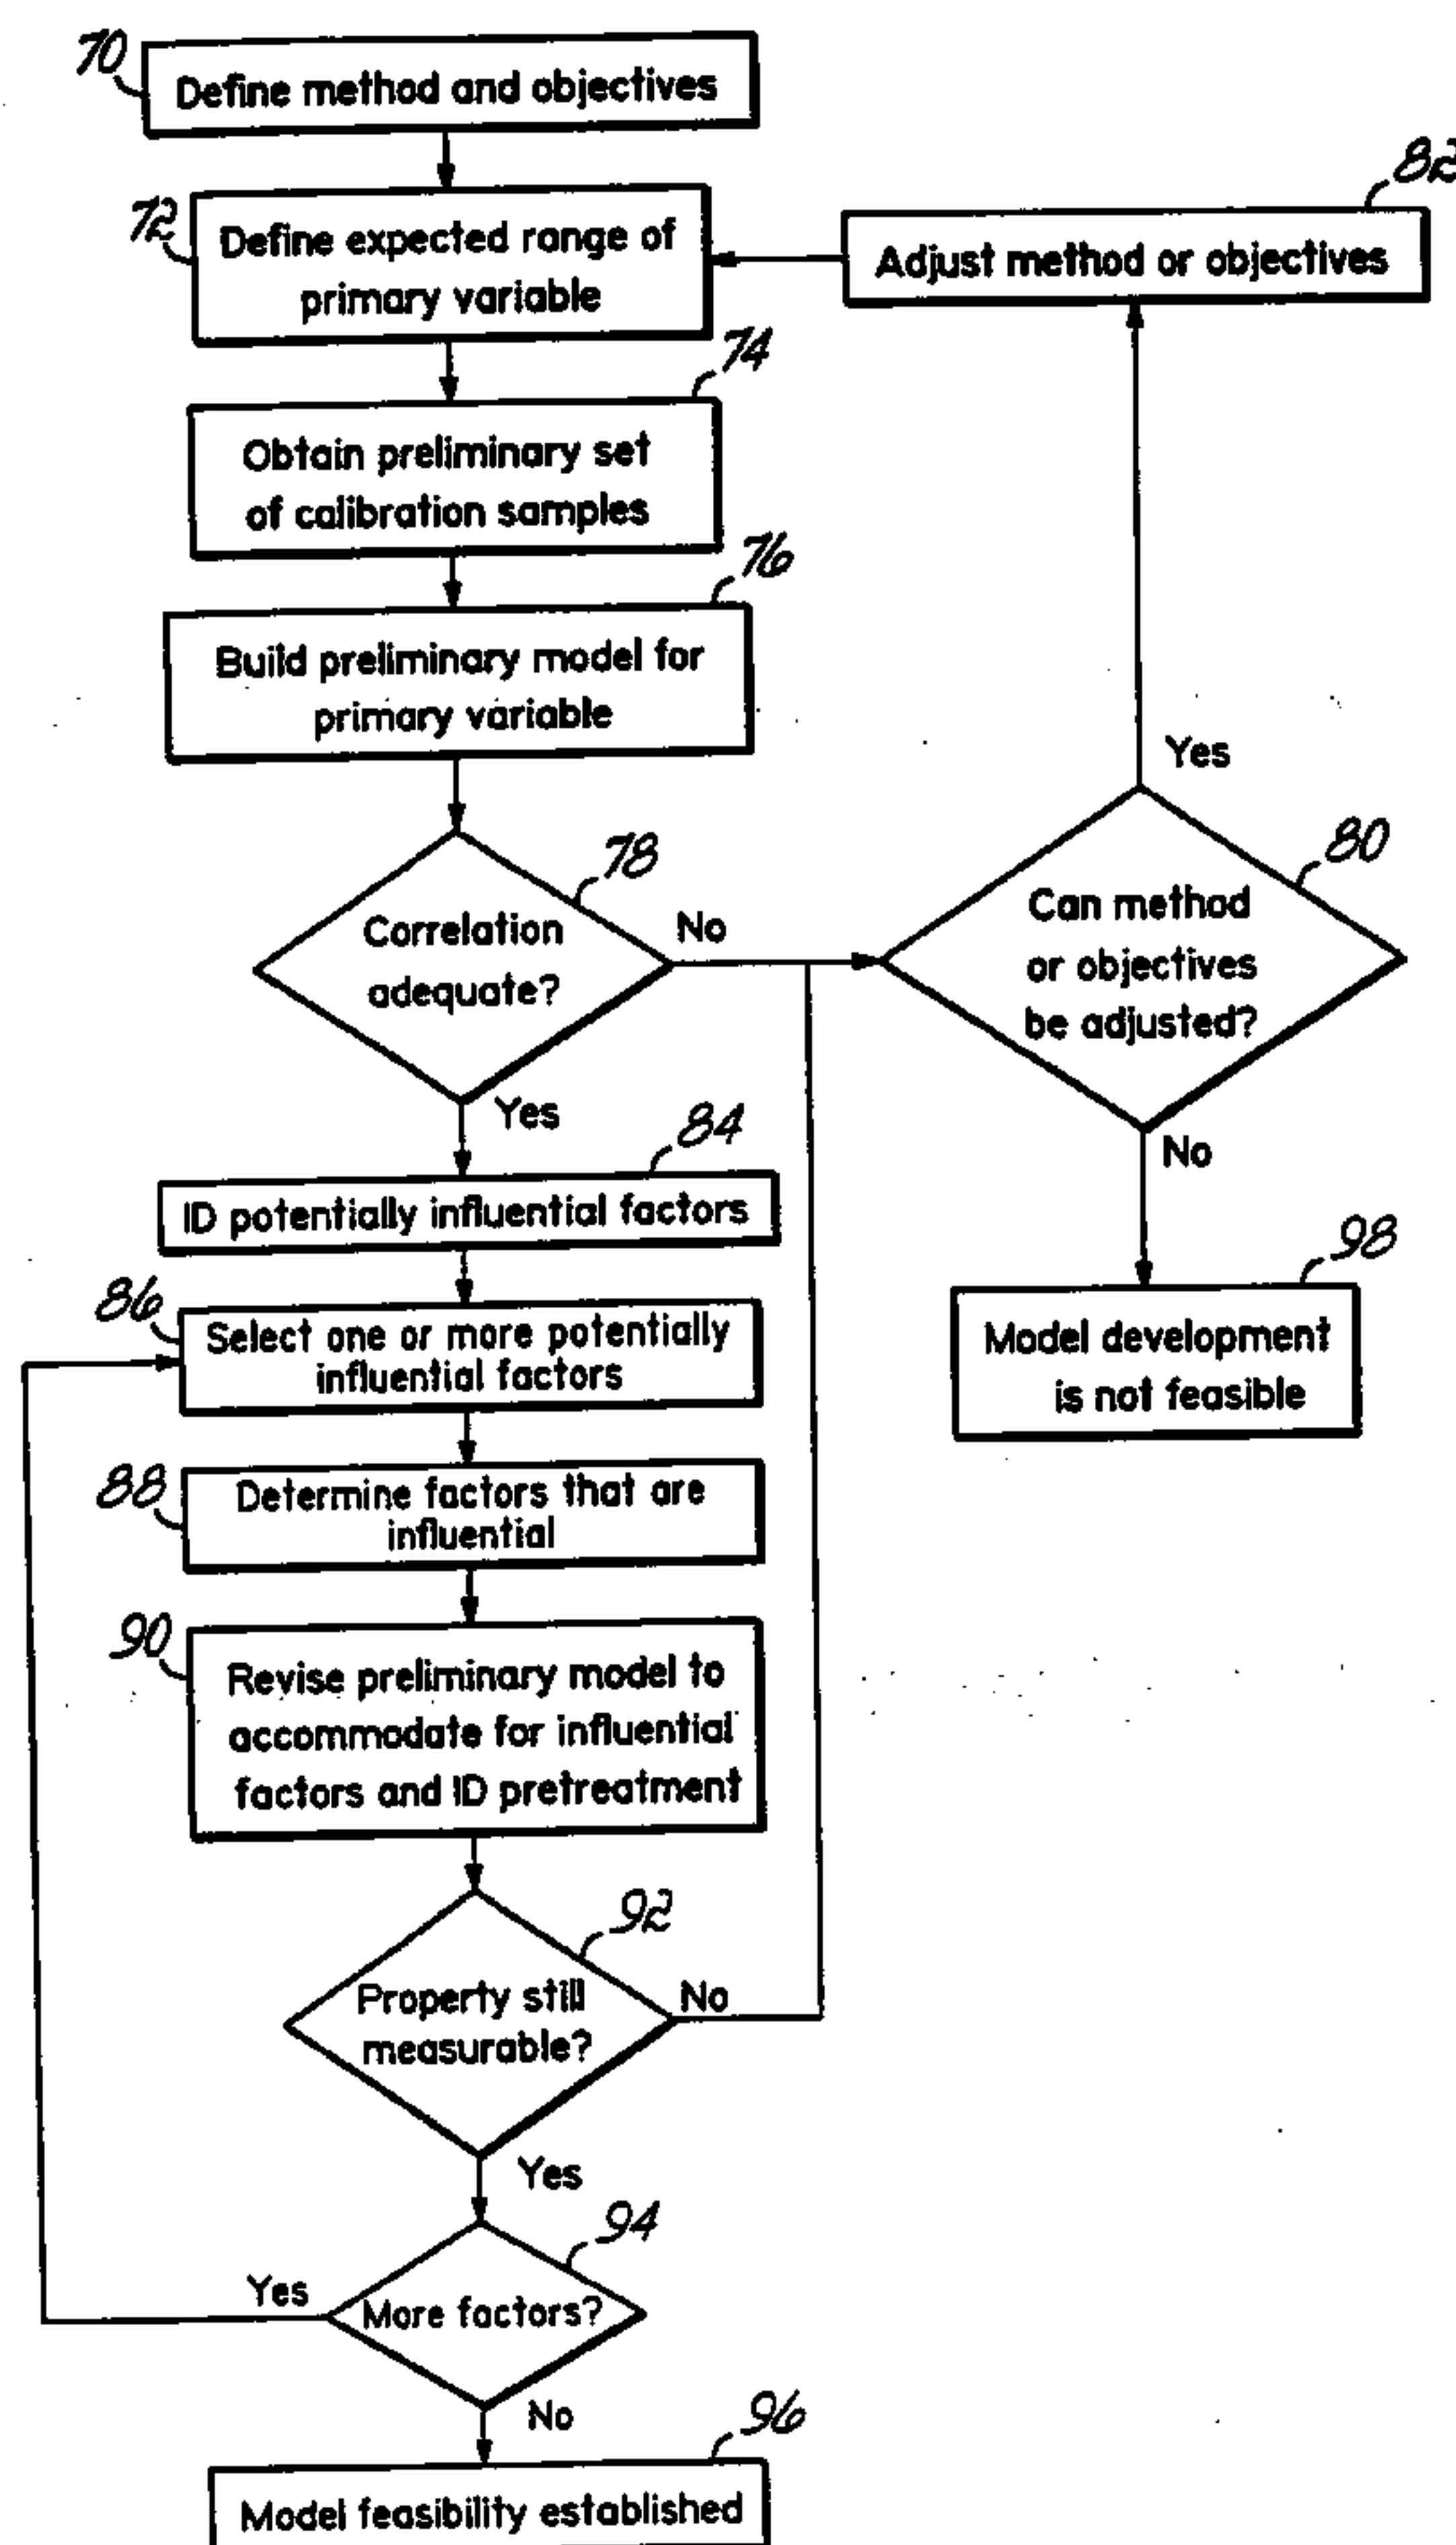 70
Define method and objectives
72
Define expected range of
primary variable
82
Adjust method or objectives
74
Obtain preliminary set
of calibration samples
76
Build preliminary model for
primary variable
78
Correlation
adequate?
No
Yes
80
Can method
or objectives
be adjusted?
Yes
No
84
ID potentially influential factors
86
Select one or more potentially
influential factors
98
Model development
is not feasible
88
Determine factors that are
influential
90
Revise preliminary model to
accommodate for influential
factors and ID pretreatment
92
Property still
measurable?
No
Yes
94
More factors?
Yes
No
96
Model feasibility established